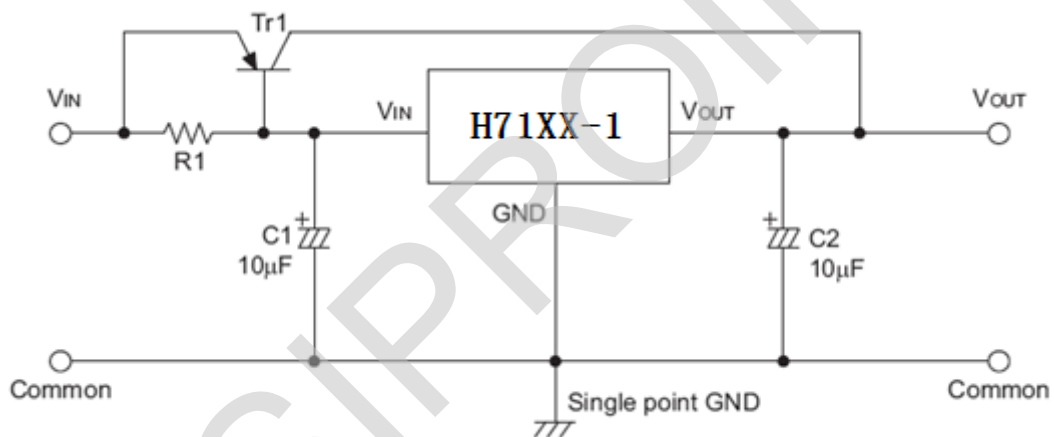 Tr1
VIN
VIN
H71XX-1
VOUT
VOUT
R1
GND
+
C1
10μF
+
C2
10μF
Common
Single point GND
Common